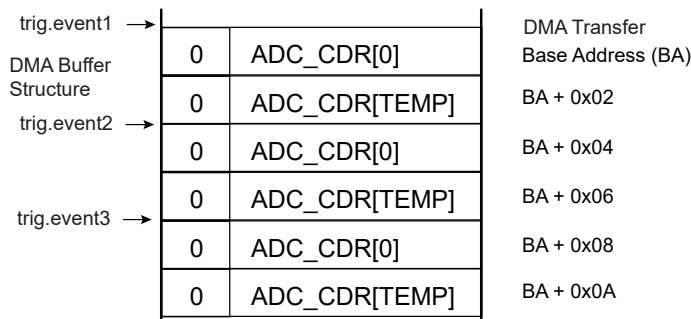 trig.event1
DMA Transfer
0 ADC_CDR[0] Base Address (BA)
DMA Buffer
Structure
0 ADC_CDR[TEMP] BA + 0x02
trig.event2
0 ADC_CDR[0] BA + 0x04
0 ADC_CDR[TEMP] BA + 0x06
trig.event3
0 ADC_CDR[0] BA + 0x08
0 ADC_CDR[TEMP] BA + 0x0A